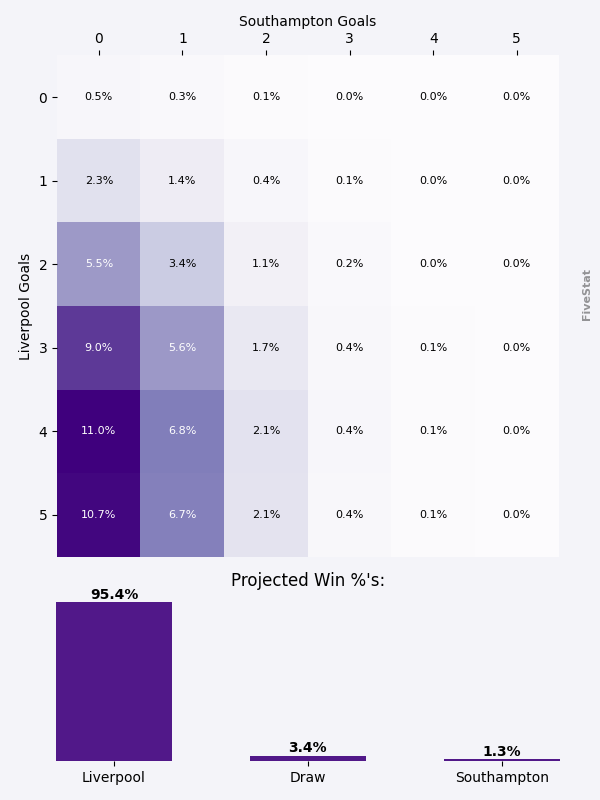 Southampton Goals
0 1 2 3 4 5
0 0.5% 0.3% 0.1% 0.0% 0.0% 0.0%
1 2.3% 1.4% 0.4% 0.1% 0.0% 0.0%
2 5.5% 3.4% 1.1% 0.2% 0.0% 0.0%
3 9.0% 5.6% 1.7% 0.4% 0.1% 0.0%
4 11.0% 6.8% 2.1% 0.4% 0.1% 0.0%
5 10.7% 6.7% 2.1% 0.4% 0.1% 0.0%
Liverpool Goals
FiveStat
Projected Win %'s:
95.4% 3.4% 1.3%
Liverpool Draw Southampton